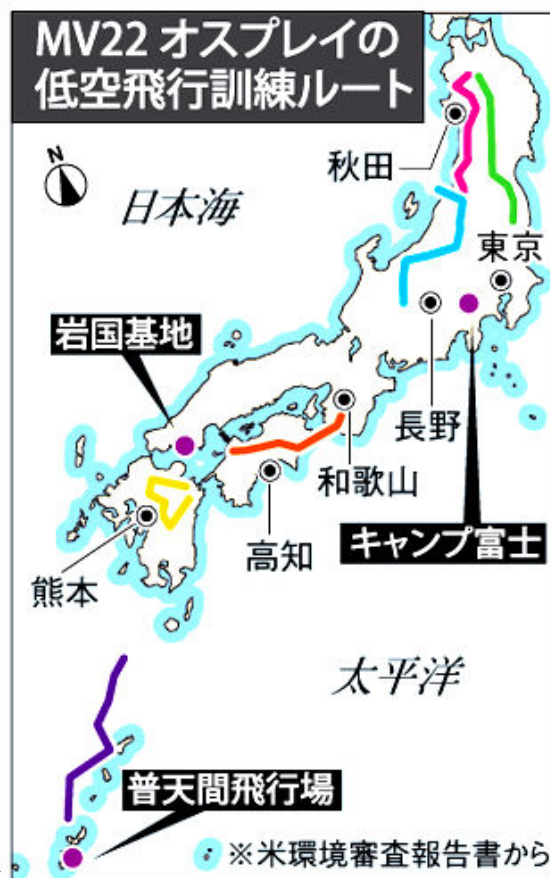 MV22 オスプレイの
低空飛行訓練ルート
N
秋田
日本海
東京
岩国基地
長野
和歌山
キャンプ富士
高知
熊本
太平洋
普天間飛行場
※米環境審査報告書から